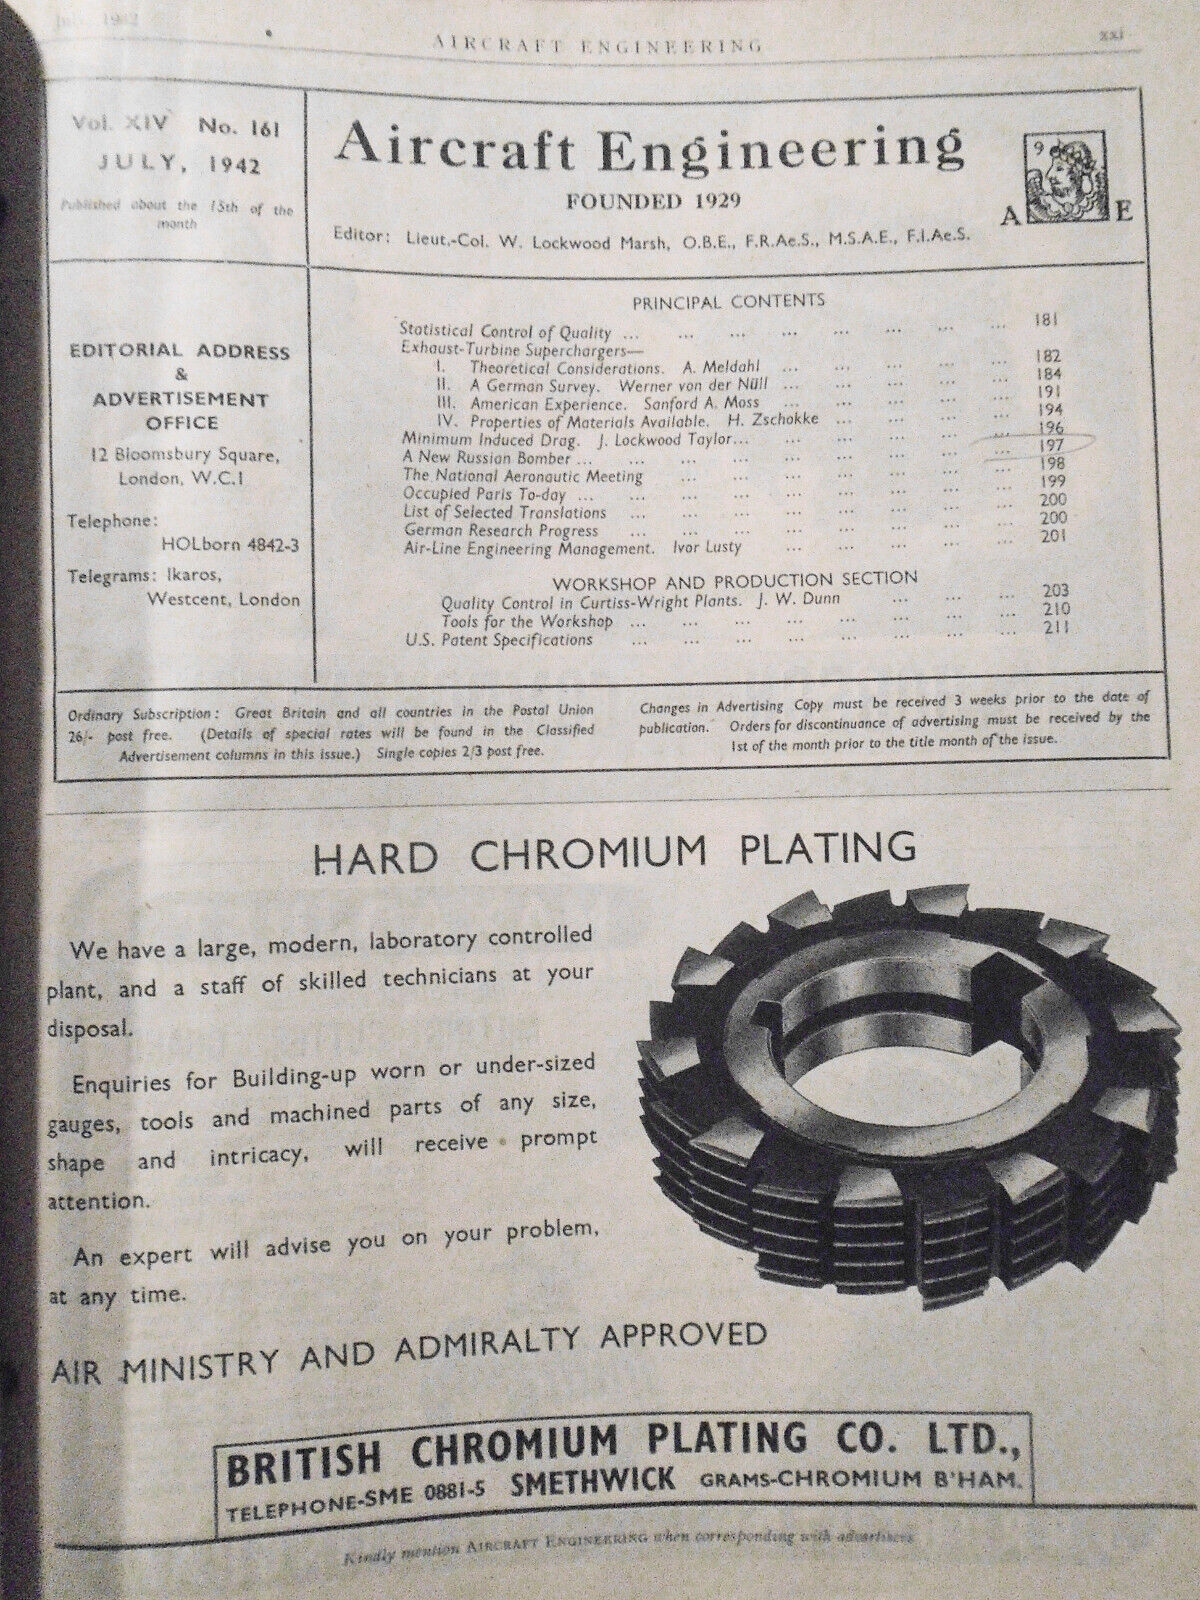 July, 1942
AIRCRAFT ENGINEERING
xxi
Vol. XIV No. 161
JULY, 1942
Published about the 15th of the
month
Aircraft Engineering
FOUNDED 1929
Editor: Lieut.-Col. W. Lockwood Marsh, O.B.E., F.R.Ae.S., M.S.A.E., F.I.Ae.S.
9
A E
EDITORIAL ADDRESS
&
ADVERTISEMENT
OFFICE
12 Bloomsbury Square,
London, W.C.1
Telephone:
HOLborn 4842-3
Telegrams: Ikaros,
Westcent, London
PRINCIPAL CONTENTS
Statistical Control of Quality ... ... ... ... ... ... ... ... 181
Exhaust-Turbine Superchargers—
I. Theoretical Considerations. A. Meldahl ... ... ... ... ... 182
II. A German Survey. Werner von der Nüll ... ... ... ... ... 184
III. American Experience. Sanford A. Moss ... ... ... ... ... 191
IV. Properties of Materials Available. H. Zschokke ... ... ... ... 194
Minimum Induced Drag. J. Lockwood Taylor... ... ... ... ... ... 196
A New Russian Bomber ... ... ... ... ... ... ... ... ... 197
The National Aeronautic Meeting ... ... ... ... ... ... ... 198
Occupied Paris To-day ... ... ... ... ... ... ... ... ... 199
List of Selected Translations ... ... ... ... ... ... ... ... 200
German Research Progress ... ... ... ... ... ... ... ... 200
Air-Line Engineering Management. Ivor Lusty ... ... ... ... ... 201
WORKSHOP AND PRODUCTION SECTION
Quality Control in Curtiss-Wright Plants. J. W. Dunn ... ... ... 203
Tools for the Workshop ... ... ... ... ... ... ... ... 210
U.S. Patent Specifications ... ... ... ... ... ... ... ... 211
Ordinary Subscription: Great Britain and all countries in the Postal Union
26/- post free. (Details of special rates will be found in the Classified
Advertisement columns in this issue.) Single copies 2/3 post free.
Changes in Advertising Copy must be received 3 weeks prior to the date of
publication. Orders for discontinuance of advertising must be received by the
1st of the month prior to the title month of the issue.
HARD CHROMIUM PLATING
We have a large, modern, laboratory controlled
plant, and a staff of skilled technicians at your
disposal.
Enquiries for Building-up worn or under-sized
gauges, tools and machined parts of any size,
shape and intricacy, will receive prompt
attention.
An expert will advise you on your problem,
at any time.
AIR MINISTRY AND ADMIRALTY APPROVED
BRITISH CHROMIUM PLATING CO. LTD.,
TELEPHONE-SME 0881-5 SMETHWICK GRAMS-CHROMIUM B'HAM.
Kindly mention AIRCRAFT ENGINEERING when corresponding with advertisers